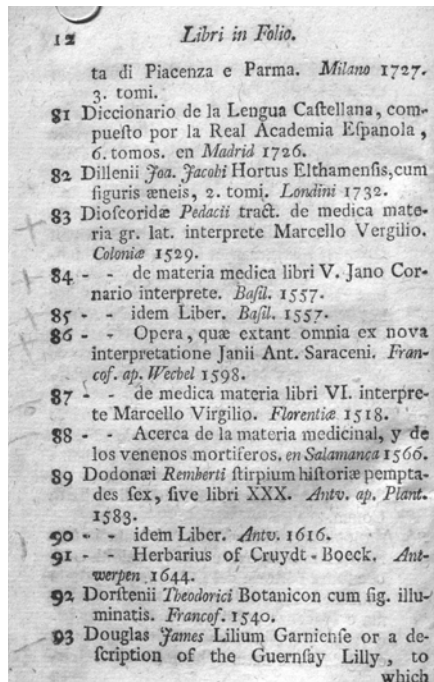 12 Libri in Folio.
ta di Piacenza e Parma. Milano 1727.
3. tomi.
81 Diccionario de la Lengua Caſtellana, com-
pueſto por la Real Academia Eſpanola,
6. tomos. en Madrid 1726.
82 Dillenii Joa. Jacobi Hortus Elthamenſis, cum
figuris æneis, 2. tomi. Londini 1732.
83 Dioſcoridæ Pedacii tract. de medica mate-
ria gr. lat. interprete Marcello Vergilio.
Coloniæ 1529.
84 - - de materia medica libri V. Jano Cor-
nario interprete. Baſil. 1557.
85 - - idem Liber. Baſil. 1557.
86 - - Opera, quæ extant omnia ex nova
interpretatione Janii Ant. Saraceni. Fran-
cof. ap. Wechel 1598.
87 - - de medica materia libri VI. interpre-
te Marcello Virgilio. Florentiæ 1518.
88 - - Acerca de la materia medicinal, y de
los venenos mortiferos. en Salamanca 1566.
89 Dodonæi Remberti ſtirpium hiſtoriæ pempta-
des ſex, ſive libri XXX. Antv. ap. Plant.
1583.
90 - - idem Liber. Antv. 1616.
91 - - Herbarius of Cruydt-Boeck. Ant-
werpen 1644.
92 Dorſtenii Theodorici Botanicon cum fig. illu-
minatis. Francof. 1540.
93 Douglas James Lilium Garnienſe or a de-
ſcription of the Guernſay Lilly, to
which